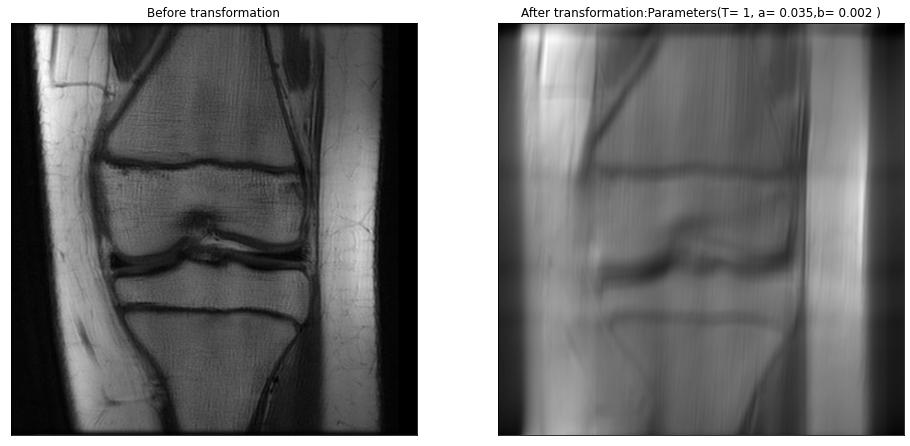 Before transformation
After transformation:Parameters(T= 1, a= 0.035,b= 0.002 )